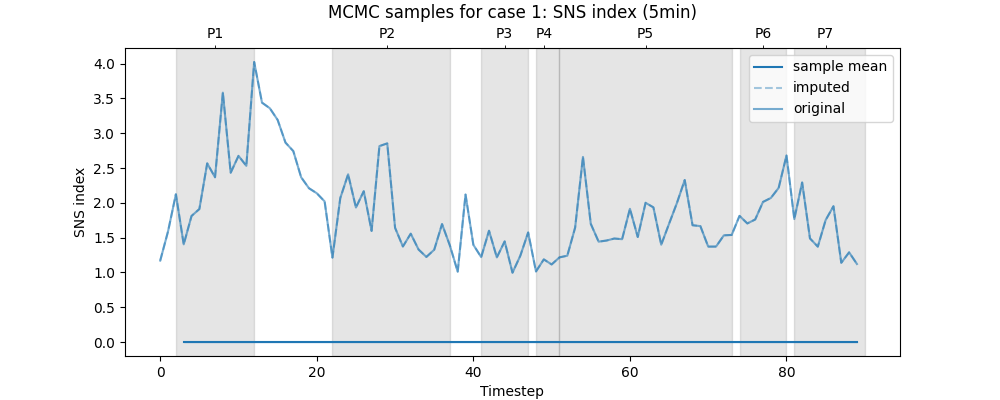 MCMC samples for case 1: SNS index (5min)
P1 P2 P3 P4 P5 P6 P7
sample mean
imputed
original
SNS index
4.0
3.5
3.0
2.5
2.0
1.5
1.0
0.5
0.0
0 20 40 60 80
Timestep